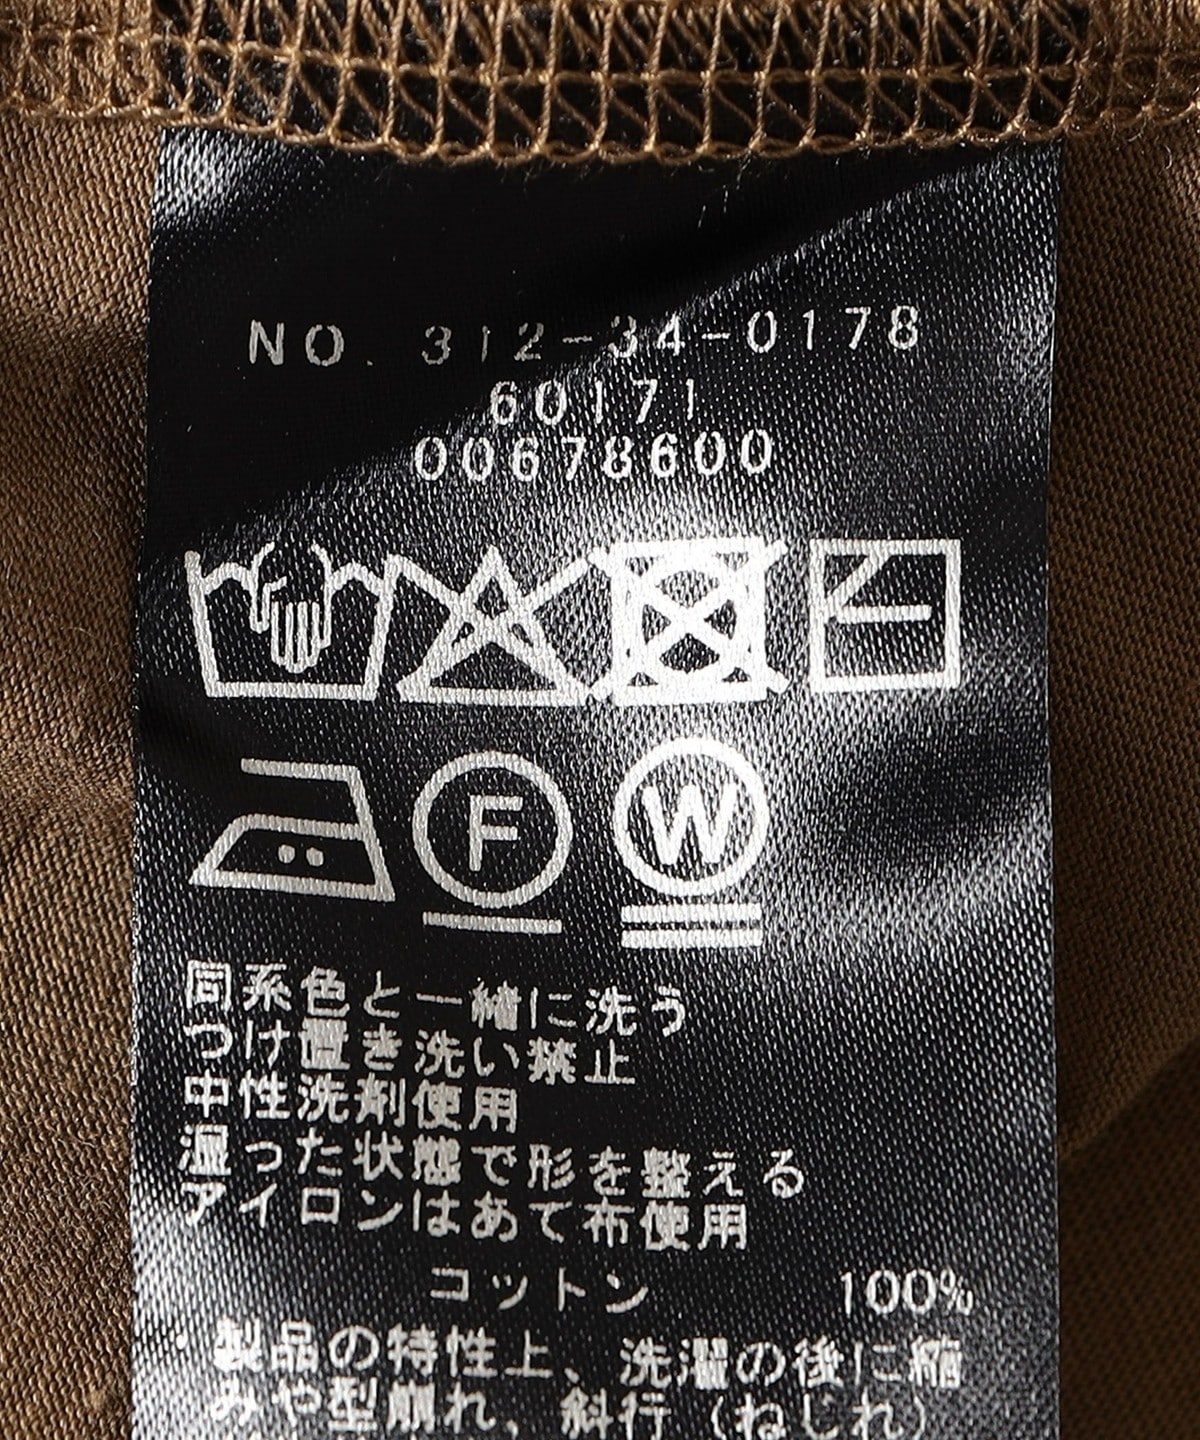 NO. 312-34-0178
60171
00678600
F
W
同系色と一緒に洗う
つけ置き洗い禁止
中性洗剤使用
湿った状態で形を整える
アイロンはあて布使用
コットン 100%
・製品の特性上、洗濯の後に縮
みや型崩れ、斜行（ねじれ）